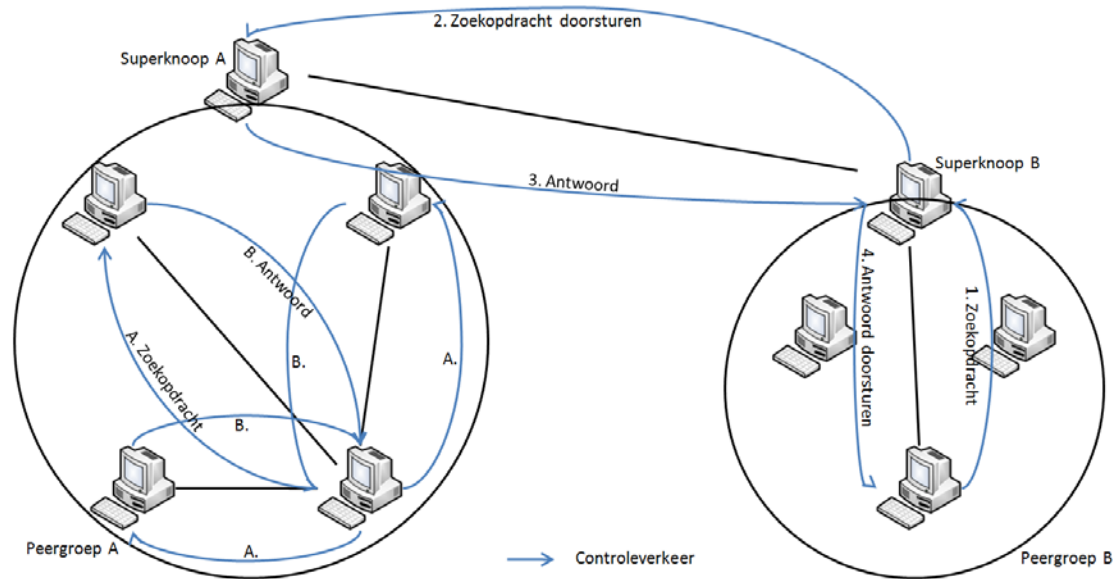 2. Zoekopdracht doorsturen
Superknoop A
Superknoop B
3. Antwoord
B. Antwoord
A. Zoekopdracht
B.
A.
B.
A.
4. Antwoord doorsturen
1. Zoekopdracht
Peergroep A
Controleverkeer
Peergroep B